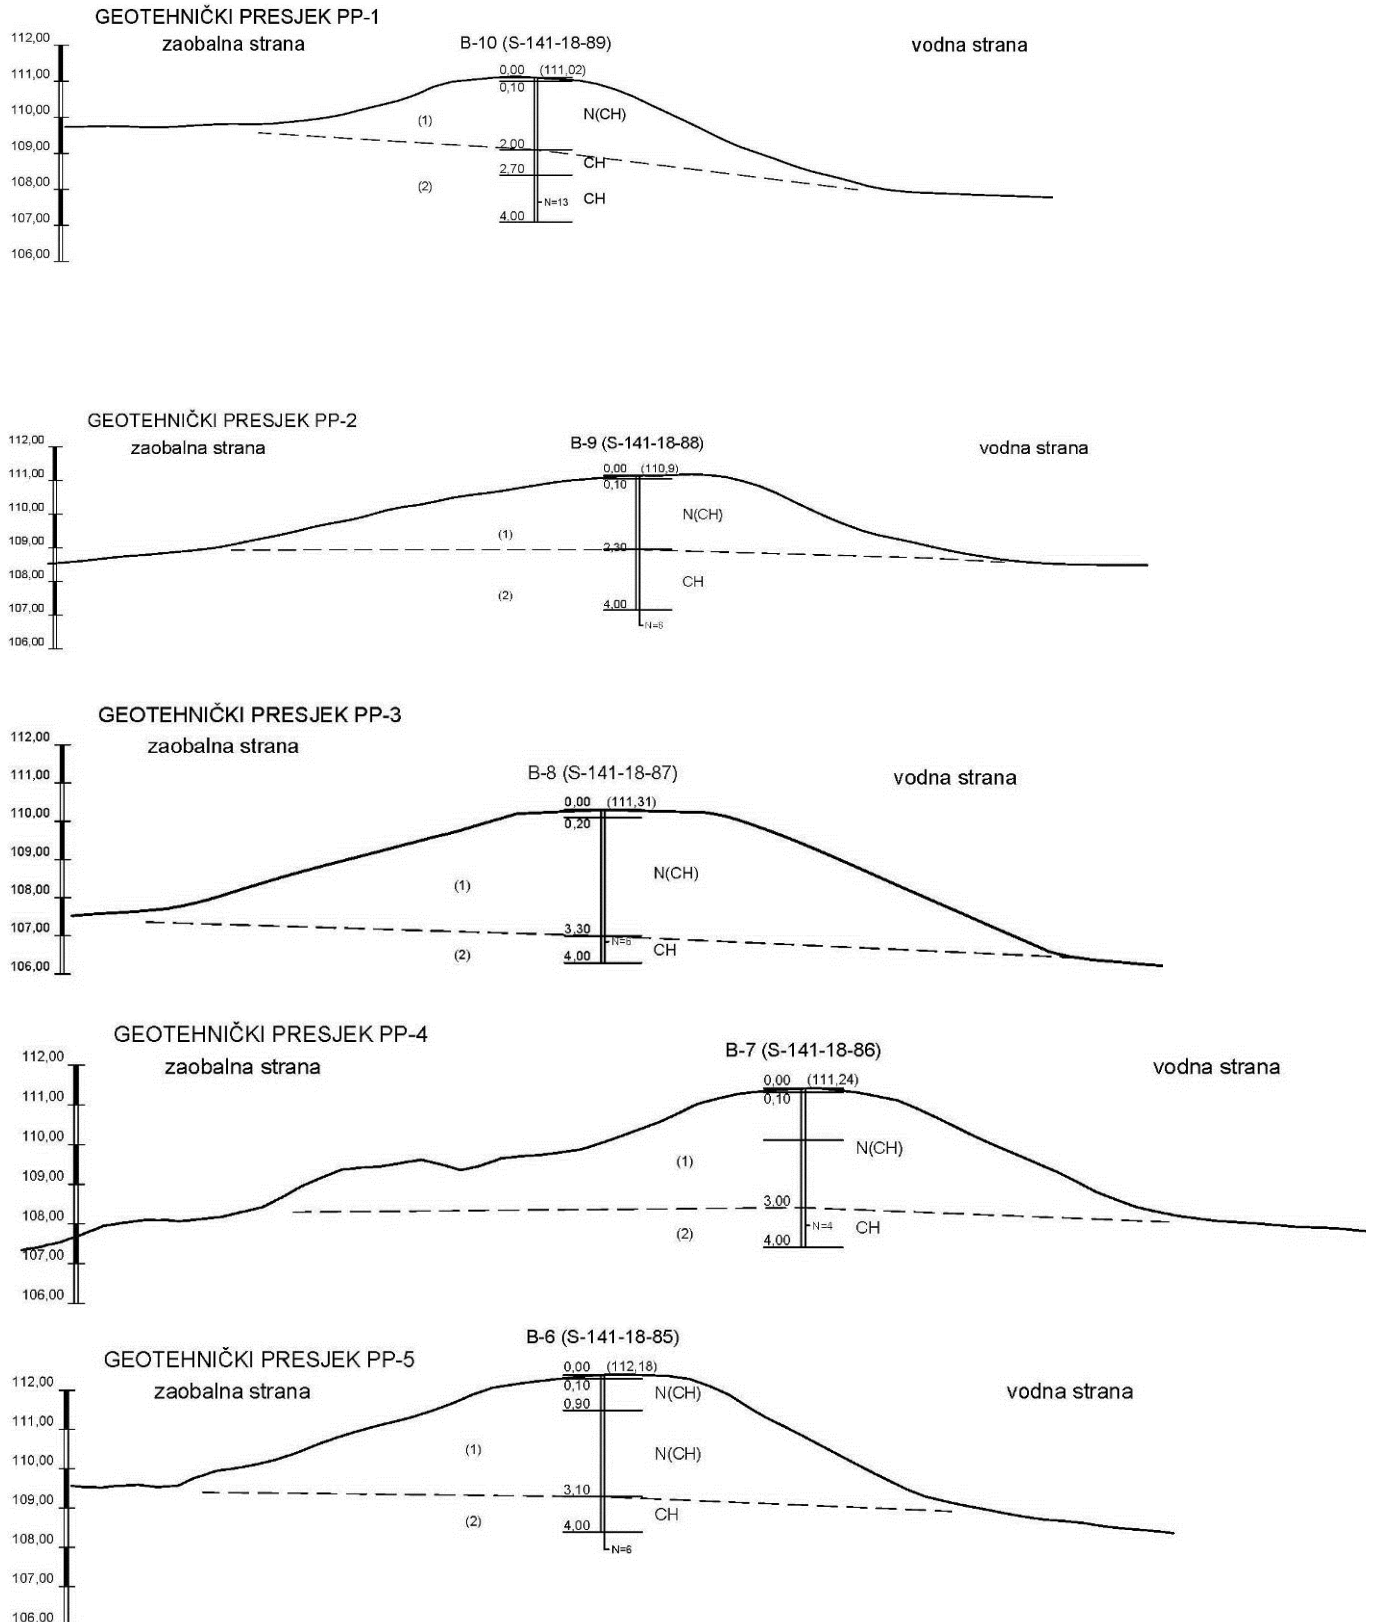 GEOTEHNIČKI PRESJEK PP-1
zaobalna strana
B-10 (S-141-18-89)
vodna strana
112,00
111,00
110,00
109,00
108,00
107,00
106,00
0,00 (111,02)
0,10
N(CH)
(1)
2,00
CH
2,70
(2)
N=13 CH
4,00
GEOTEHNIČKI PRESJEK PP-2
zaobalna strana
B-9 (S-141-18-88)
vodna strana
112,00
111,00
110,00
109,00
108,00
107,00
106,00
0,00 (110,9)
0,10
N(CH)
(1)
2,30
CH
(2)
4,00
N=6
GEOTEHNIČKI PRESJEK PP-3
zaobalna strana
B-8 (S-141-18-87)
vodna strana
112,00
111,00
110,00
109,00
108,00
107,00
106,00
0,00 (111,31)
0,20
N(CH)
(1)
3,30
N=6 CH
(2)
4,00
GEOTEHNIČKI PRESJEK PP-4
zaobalna strana
B-7 (S-141-18-86)
vodna strana
112,00
111,00
110,00
109,00
108,00
107,00
106,00
0,00 (111,24)
0,10
N(CH)
(1)
3,00
N=4 CH
(2)
4,00
B-6 (S-141-18-85)
GEOTEHNIČKI PRESJEK PP-5
zaobalna strana
vodna strana
112,00
111,00
110,00
109,00
108,00
107,00
106,00
0,00 (112,18)
0,10 N(CH)
0,90
(1)
N(CH)
3,10
CH
(2)
4,00
N=6